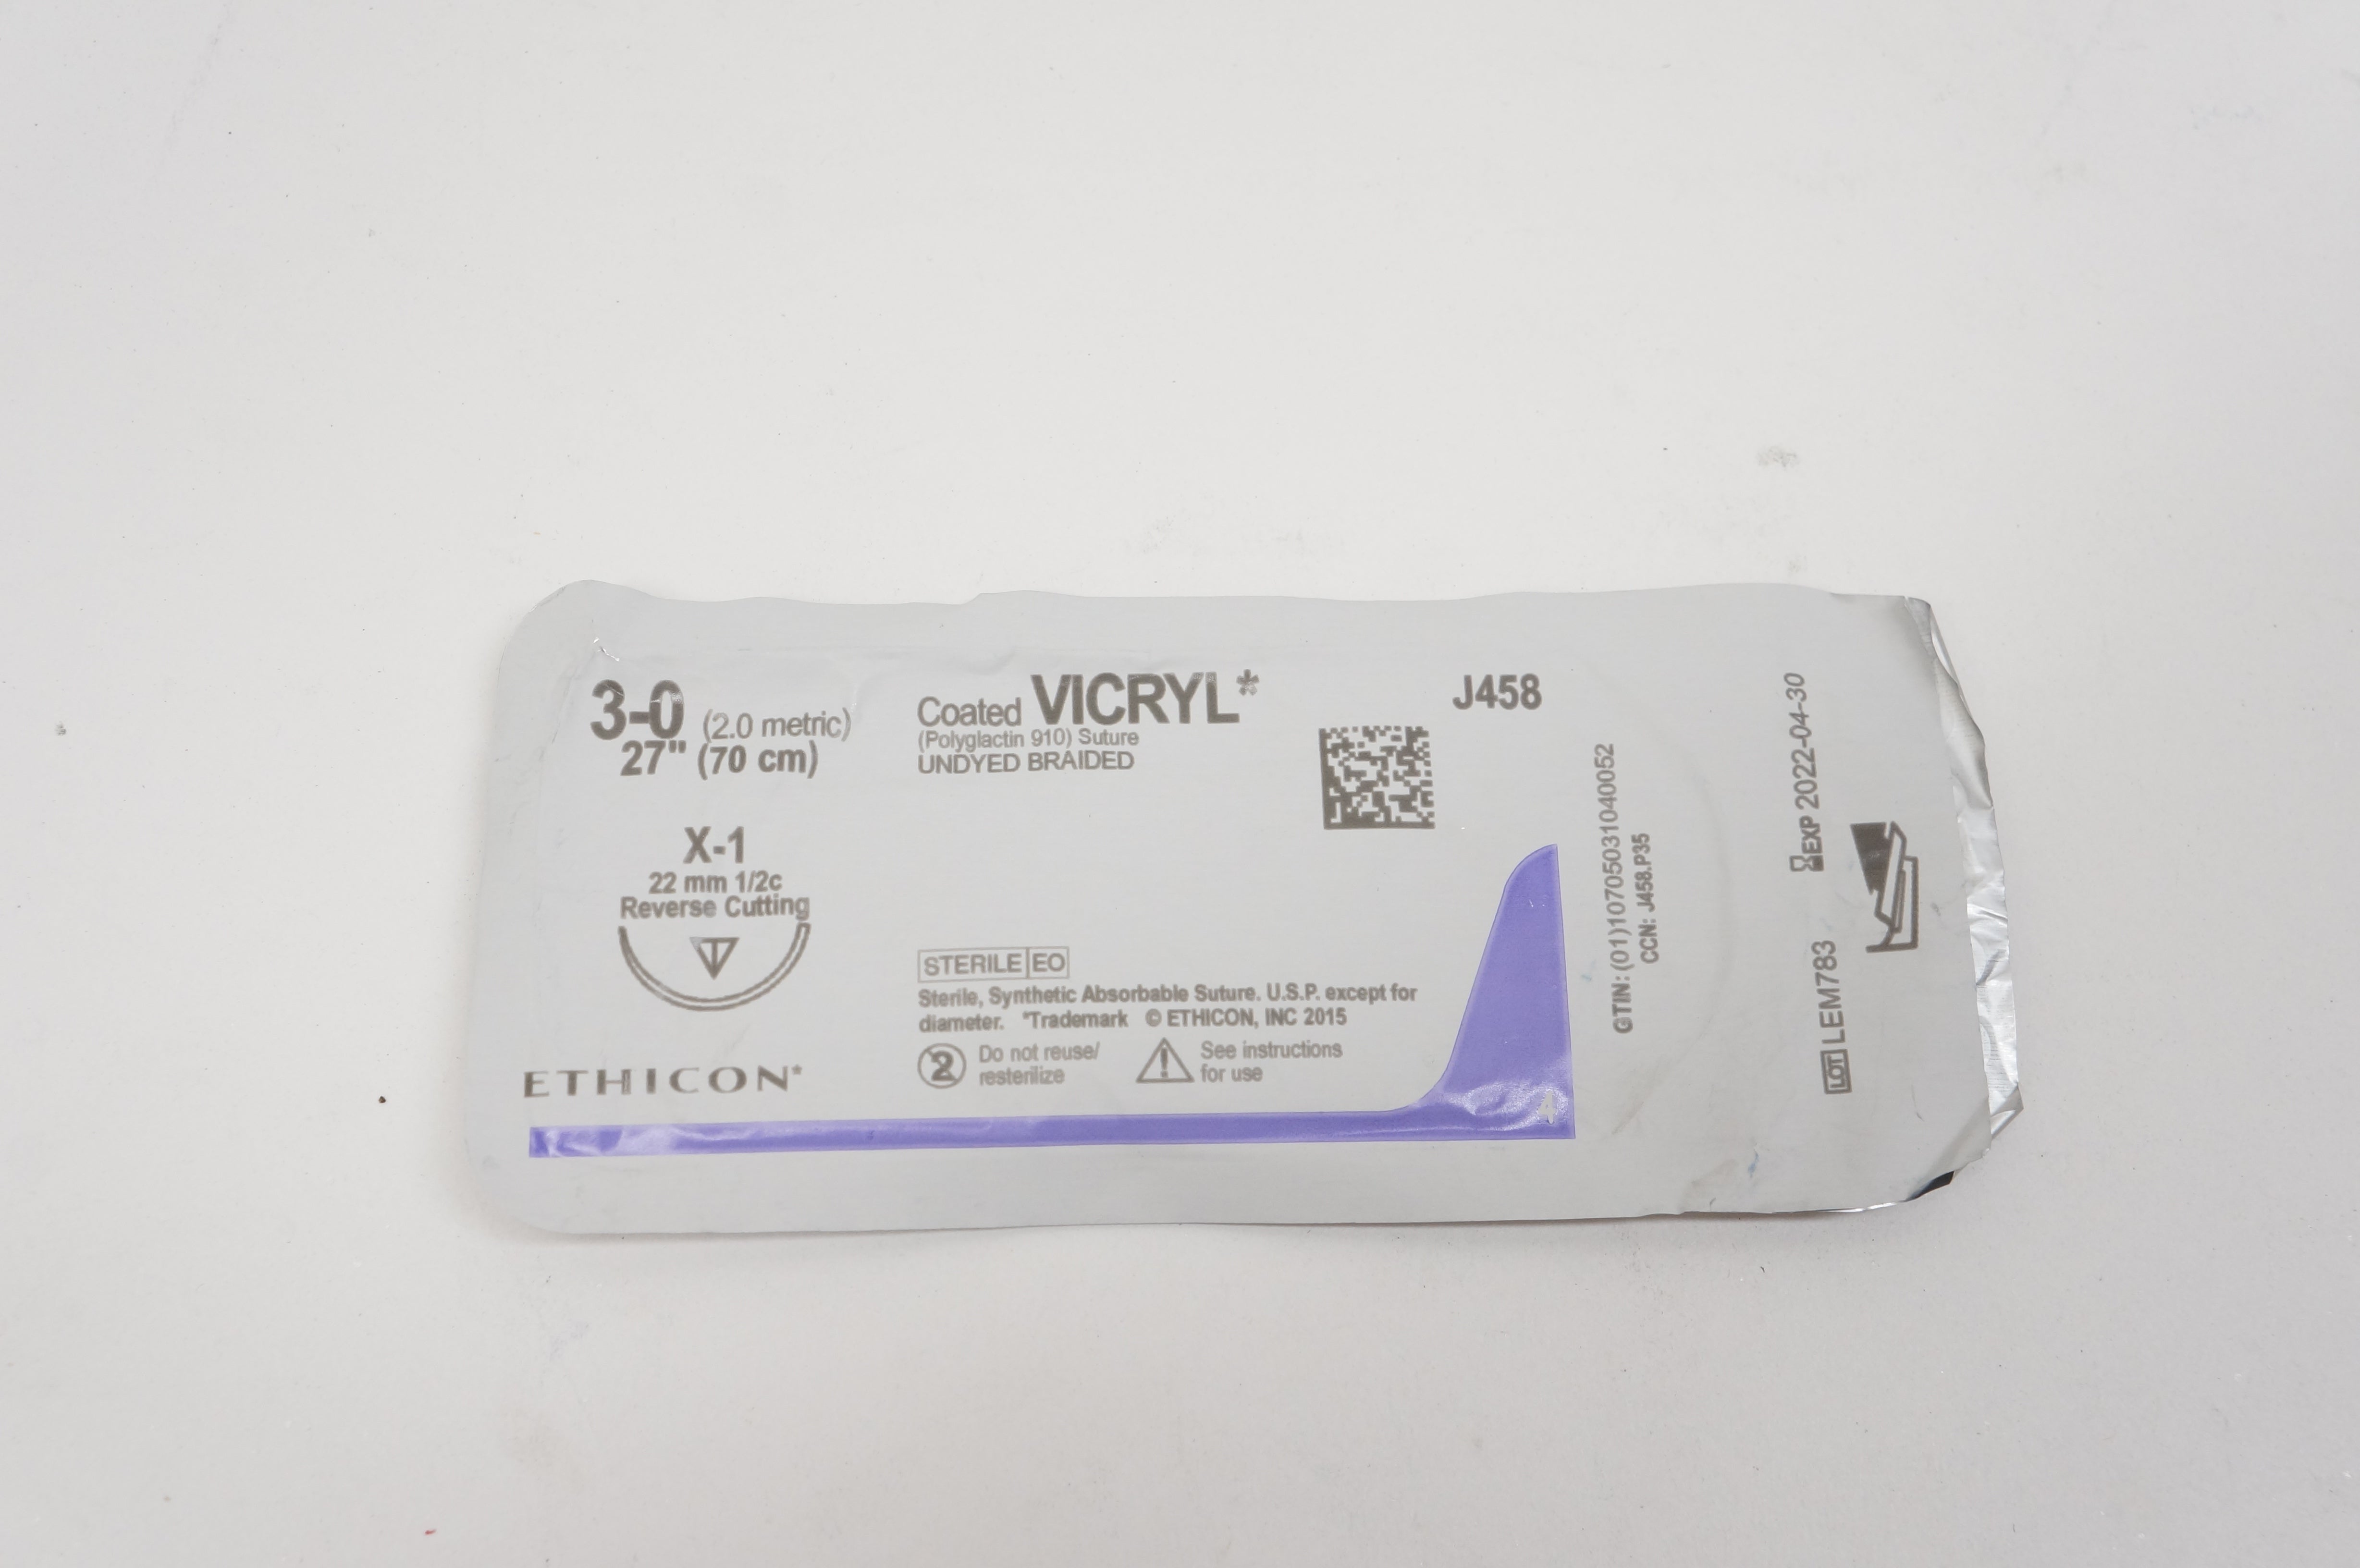 3-0 (2.0 metric)
27" (70 cm)
X-1
22 mm 1/2c
Reverse Cutting
ETHICON*
Coated VICRYL*
(Polyglactin 910) Suture
UNDYED BRAIDED
STERILE EO
Sterile, Synthetic Absorbable Suture. U.S.P. except for
diameter. *Trademark © ETHICON, INC 2015
2 Do not reuse/
resterilize
See instructions
for use
J458
4
GTIN: (01)10705031040052
CCN: J458.P35
EXP 2022-04-30
LOT LEM783